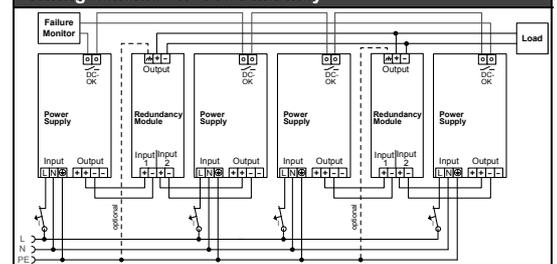 Failure
Monitor
Load
DC-
OK
Output
DC-
OK
DC-
OK
Output
DC-
OK
Power
Supply
Redundancy
Module
Power
Supply
Power
Supply
Redundancy
Module
Power
Supply
Input Output
Input Input
1 2
Input Output
Input Output
Input Input
1 2
Input Output
L N + + - -
+ - + -
L N + + - -
L N + + - -
+ - + -
L N + + - -
optional
optional
L
N
PE